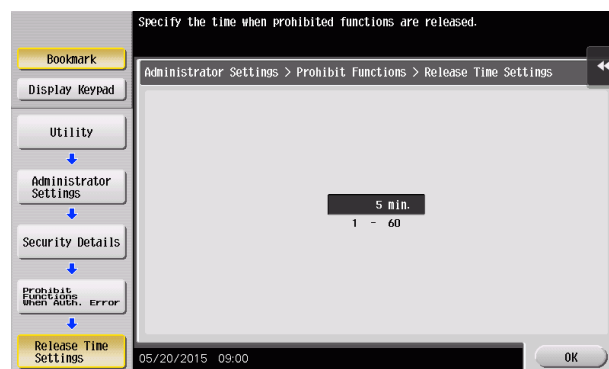 Specify the time when prohibited functions are released.
Bookmark
Display Keypad
Utility
Administrator
Settings
Security Details
Prohibit
Functions
When Auth. Error
Release Time
Settings
Administrator Settings > Prohibit Functions > Release Time Settings
5 min.
1 - 60
05/20/2015 09:00
OK